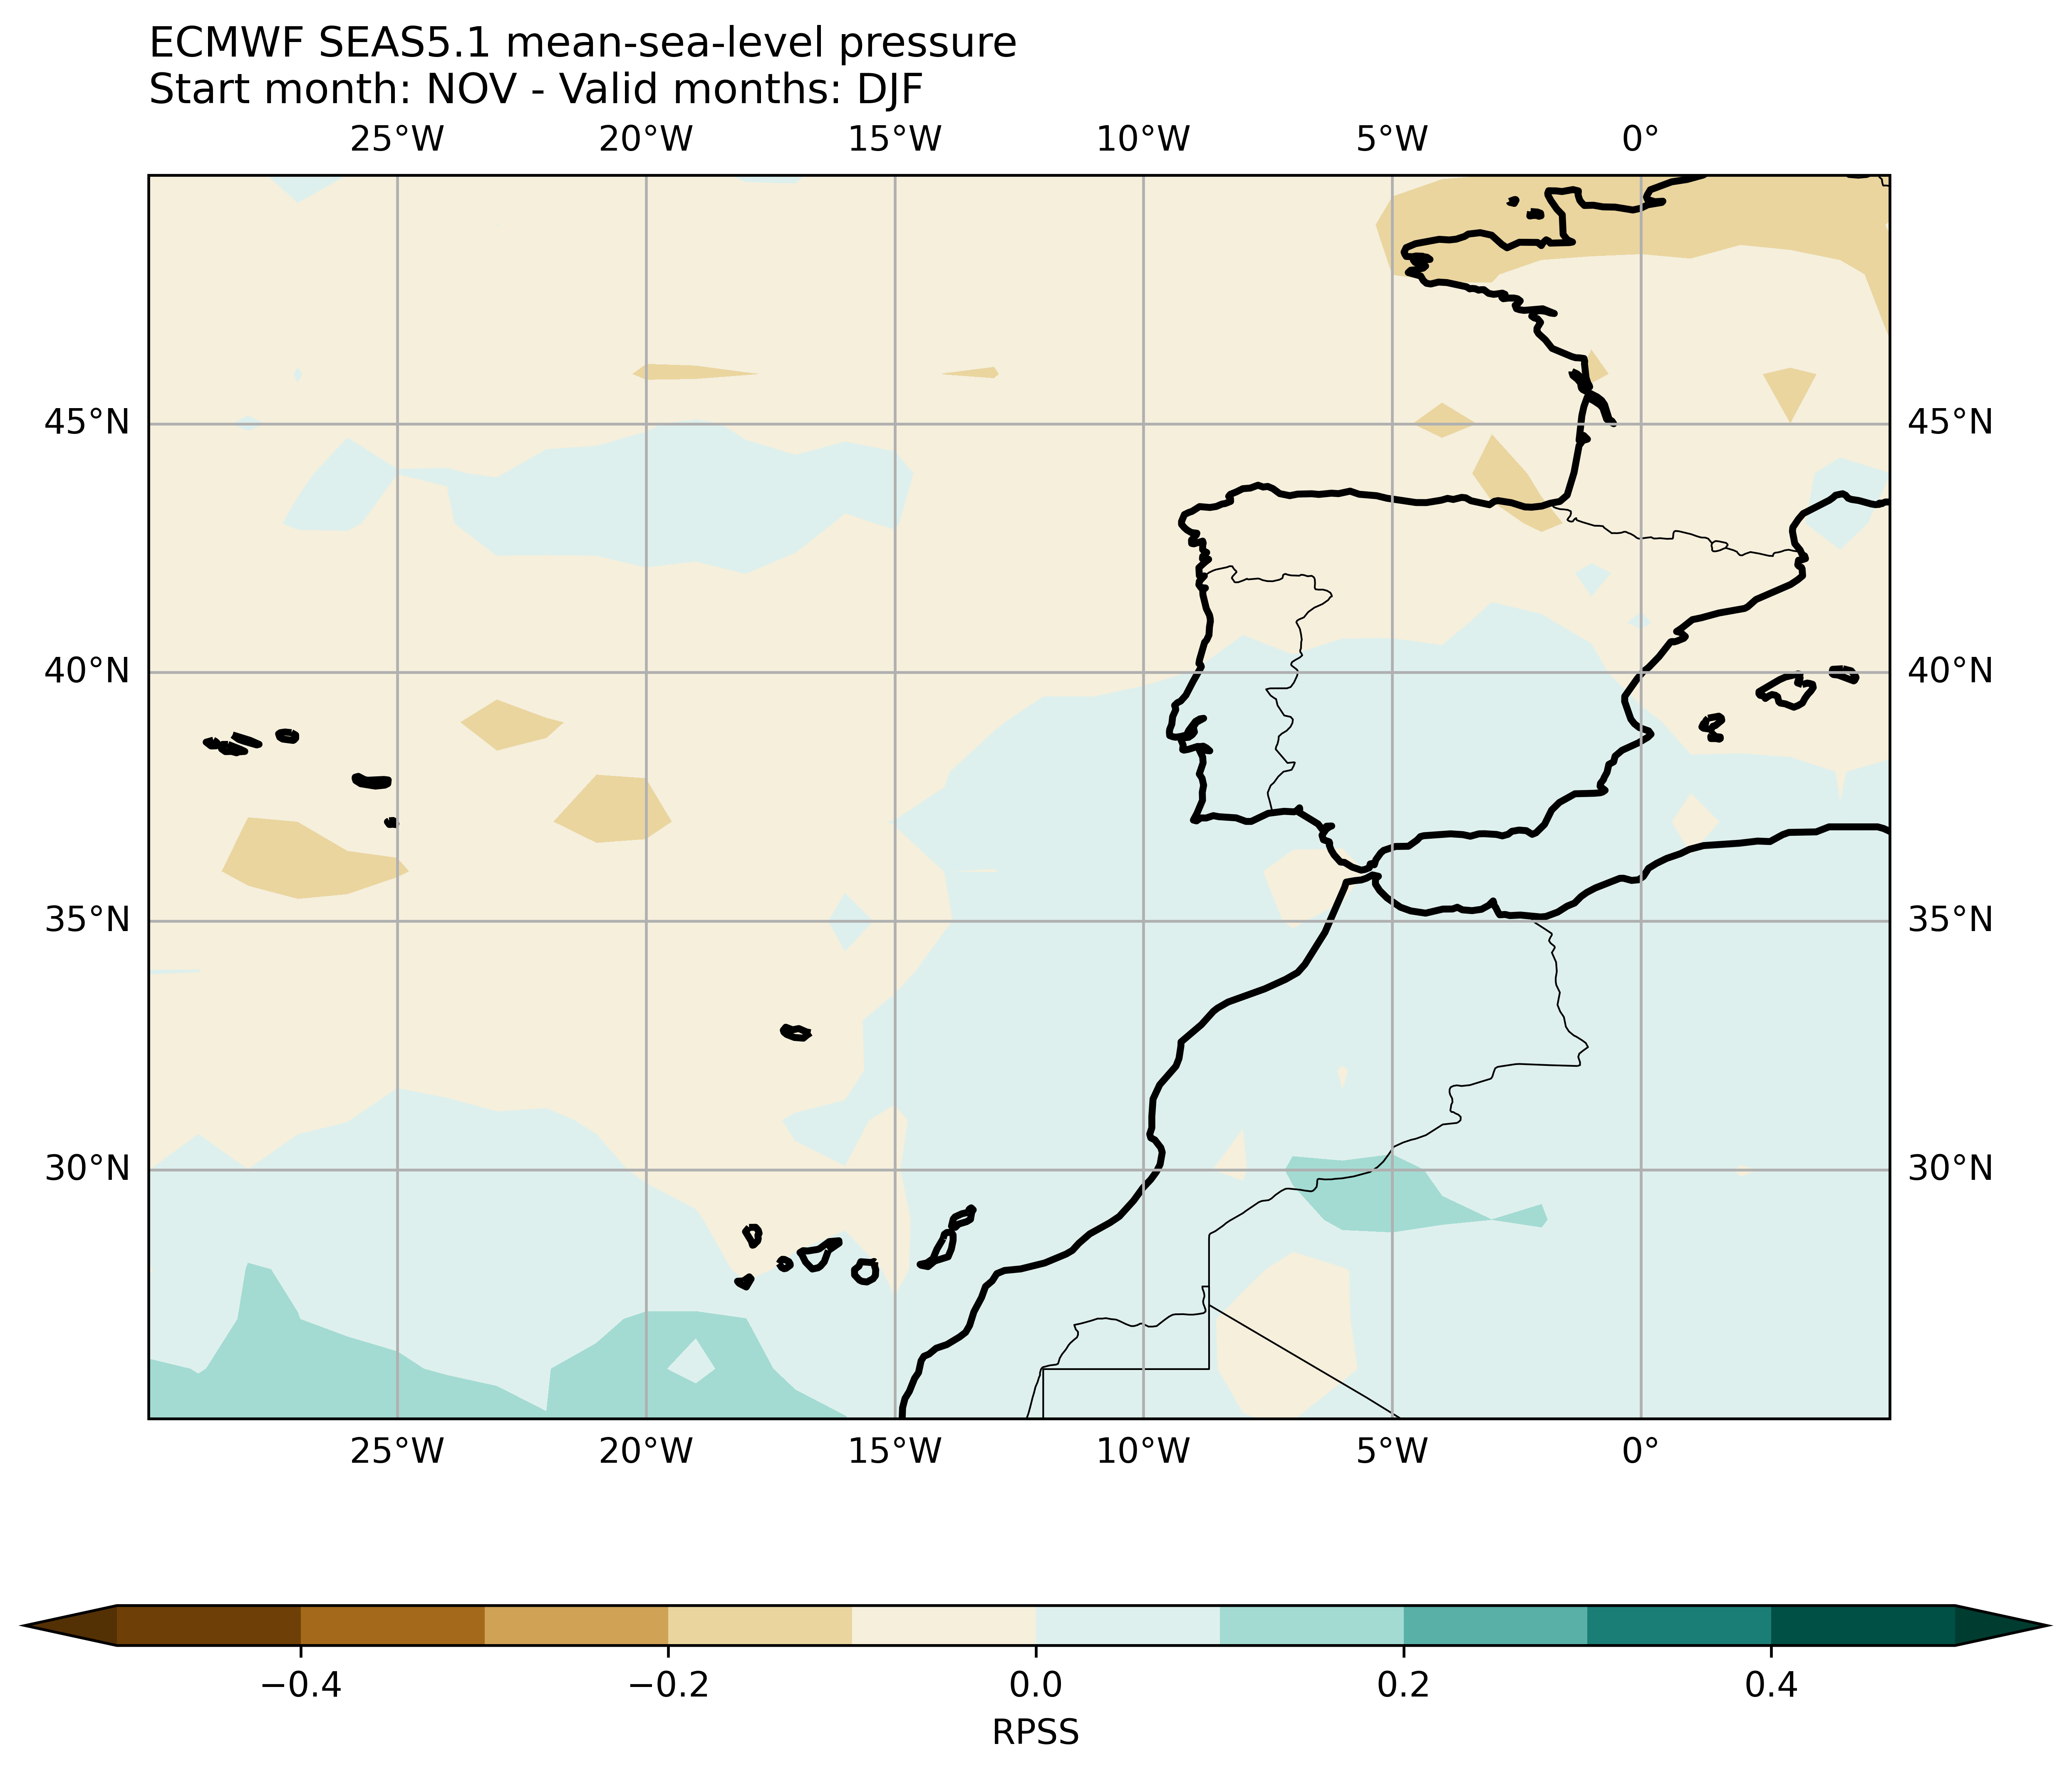 ECMWF SEAS5.1 mean-sea-level pressure
Start month: NOV - Valid months: DJF
25°W 20°W 15°W 10°W 5°W 0°
45°N 45°N
40°N 40°N
35°N 35°N
30°N 30°N
25°W 20°W 15°W 10°W 5°W 0°
−0.4 −0.2 0.0 0.2 0.4
RPSS